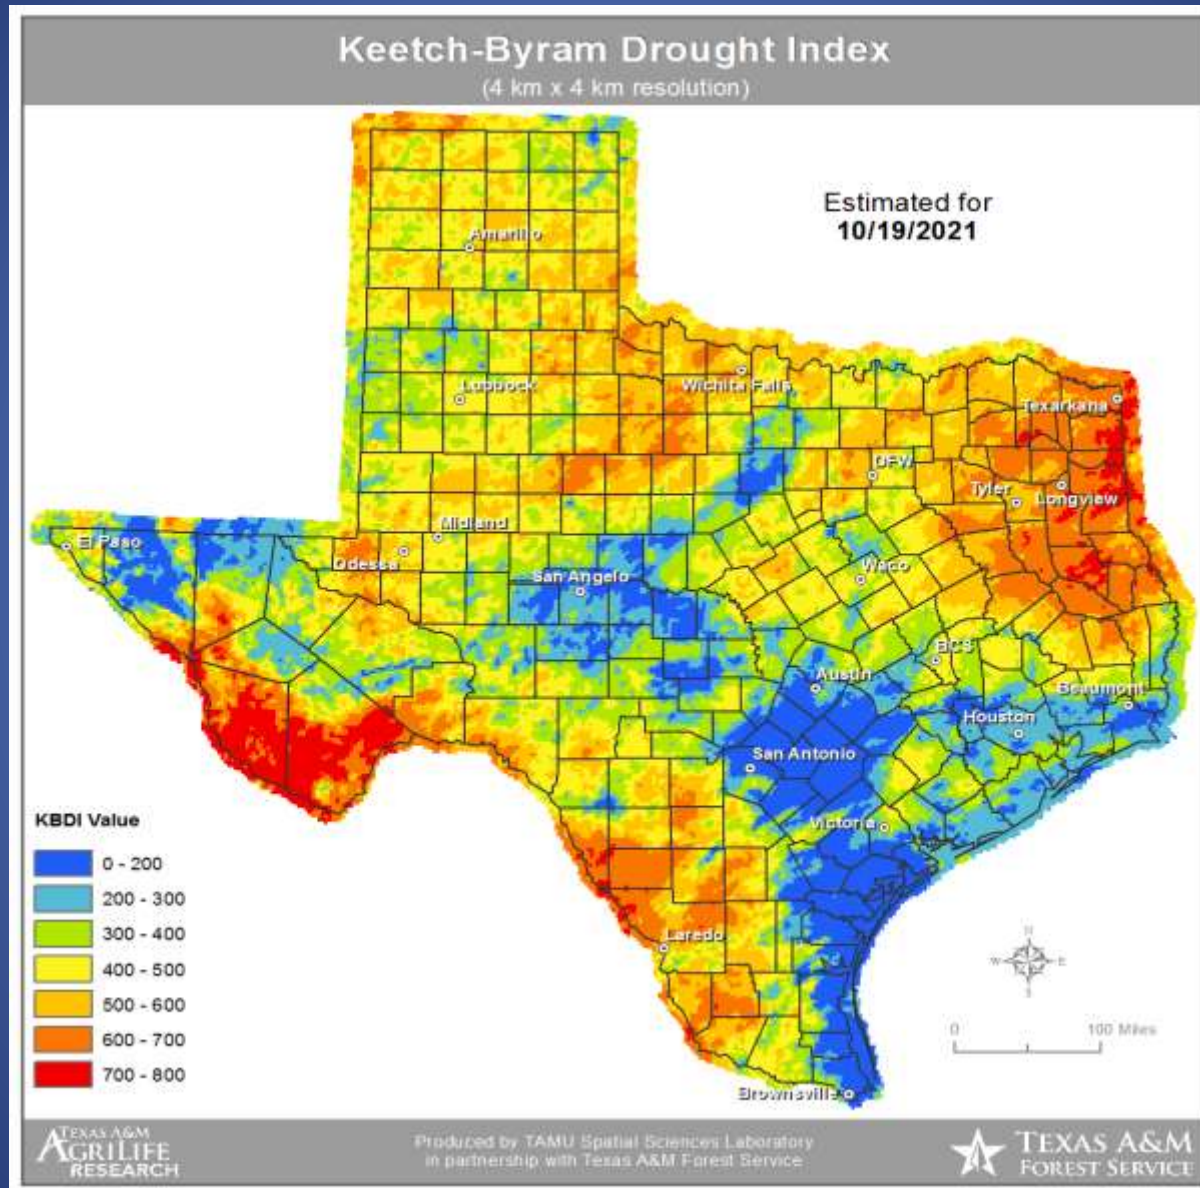 Keetch-Byram Drought Index
(4 km x 4 km resolution)
Estimated for
10/19/2021
Amarillo
Lubbock
Wichita Falls
Texarkana
DFW
Tyler
Longview
Midland
El Paso
Odessa
San Angelo
Waco
BCS
Austin
Beaumont
Houston
San Antonio
Victoria
Laredo
Brownsville
KBDI Value
0 - 200
200 - 300
300 - 400
400 - 500
500 - 600
600 - 700
700 - 800
N
W
E
S
0
100 Miles
TEXAS A&M
AGRILIFE
RESEARCH
Produced by TAMU Spatial Sciences Laboratory
in partnership with Texas A&M Forest Service
TEXAS A&M
FOREST SERVICE